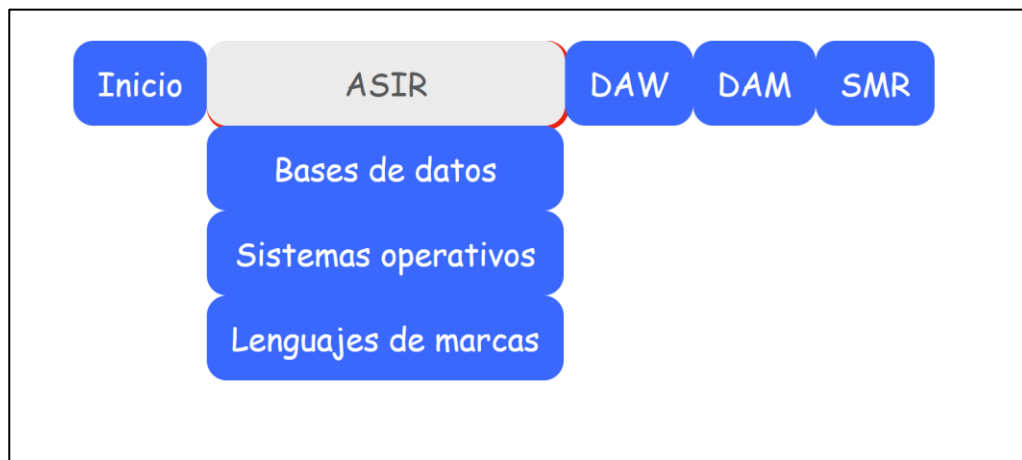 Inicio ASIR DAW DAM SMR
Bases de datos
Sistemas operativos
Lenguajes de marcas